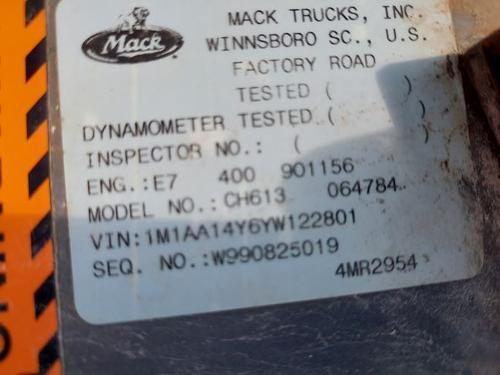 Mack
MACK TRUCKS, INC.
WINNSBORO SC., U.S.
FACTORY ROAD
TESTED ( )
DYNAMOMETER TESTED ( )
INSPECTOR NO.: ( )
ENG.:E7 400 901156
MODEL NO.:CH613 064784
VIN:1M1AA14Y6YW122801
SEQ. NO.:W990825019
4MR2954